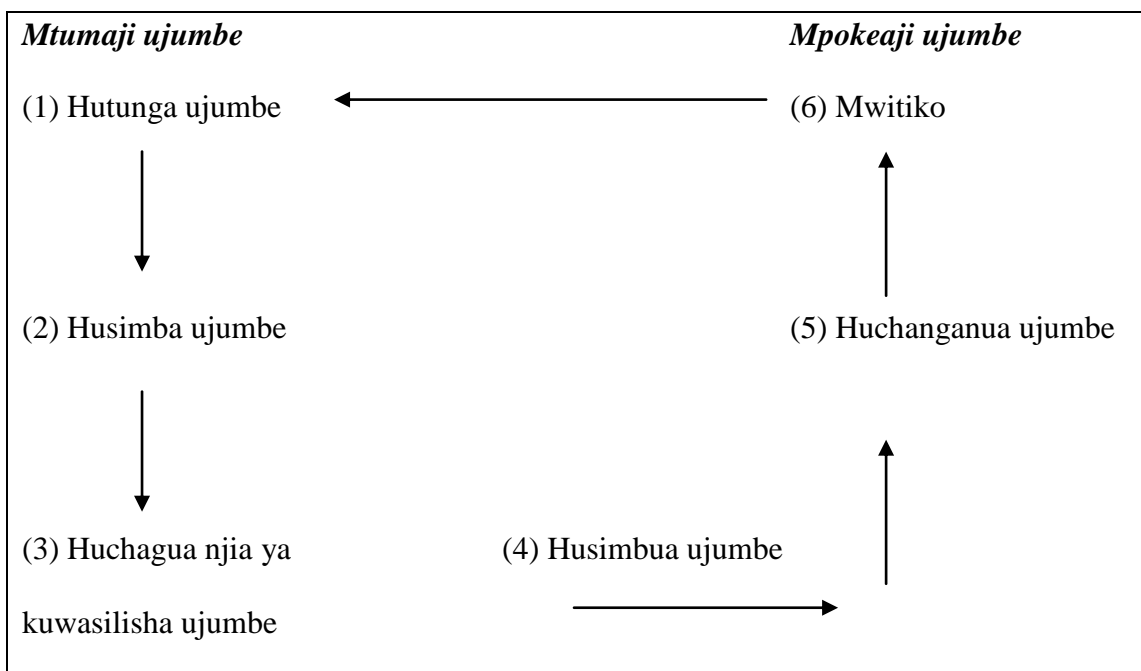 Mtumaji ujumbe
Mpokeaji ujumbe
(1) Hutunga ujumbe
(6) Mwitiko
(2) Husimba ujumbe
(5) Huchanganua ujumbe
(3) Huchagua njia ya
kuwasilisha ujumbe
(4) Husimbua ujumbe